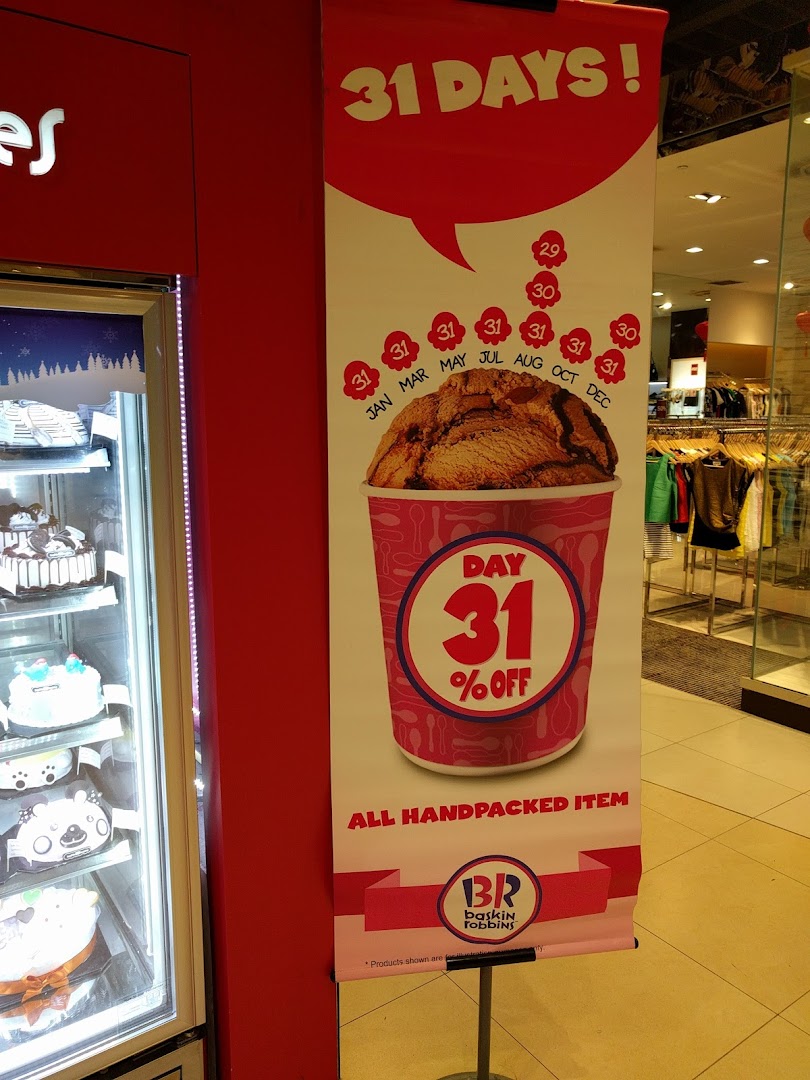 es
31 DAYS!
29
30
31 31 31 31 31 31 31 30
JAN MAR MAY JUL AUG OCT DEC
DAY
31
% OFF
ALL HANDPACKED ITEM
BR
baskin
robbins
* Products shown are for